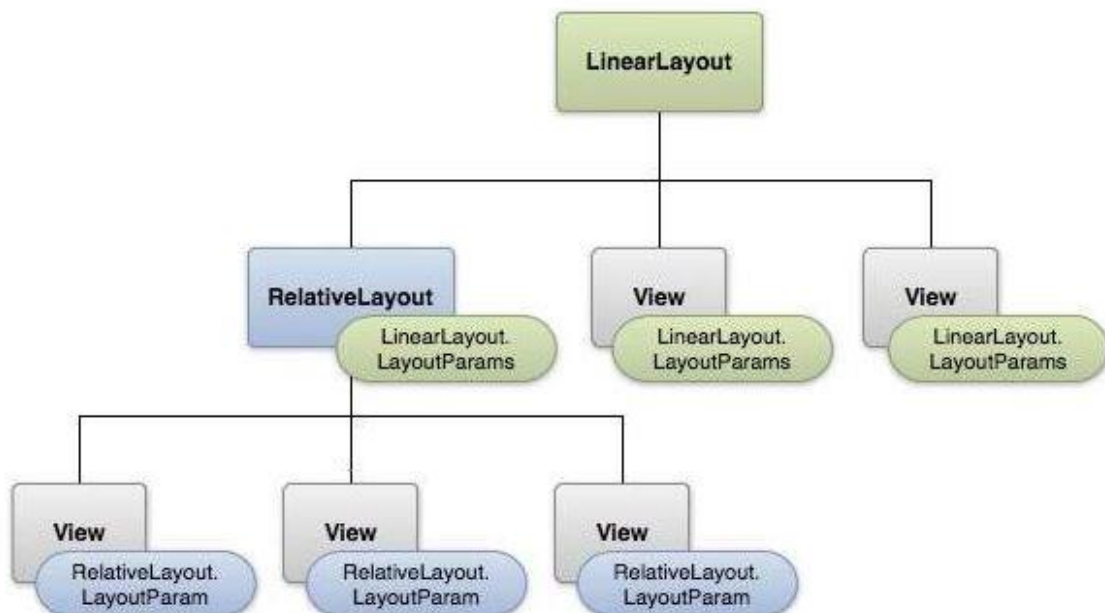 LinearLayout
RelativeLayout
LinearLayout.
LayoutParams
View
LinearLayout.
LayoutParams
View
LinearLayout.
LayoutParams
View
RelativeLayout.
LayoutParam
View
RelativeLayout.
LayoutParam
View
RelativeLayout.
LayoutParam